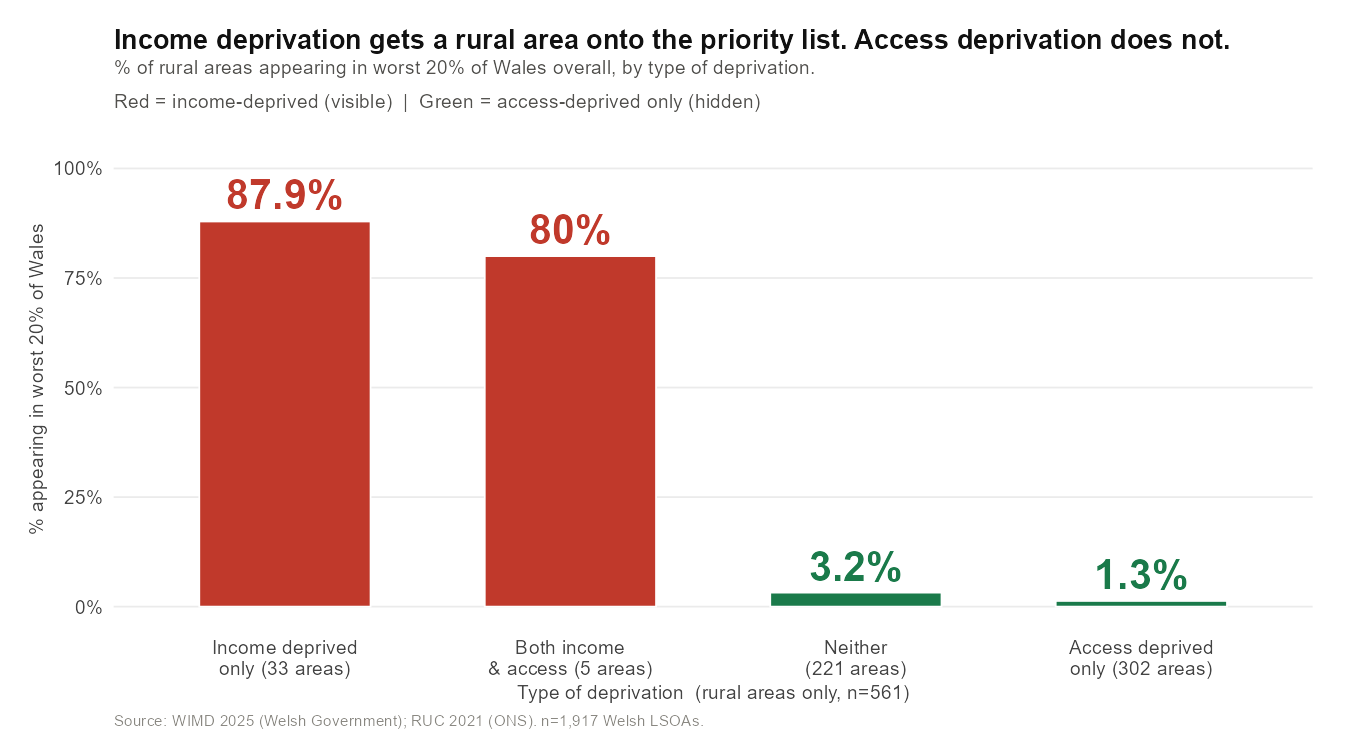 Income deprivation gets a rural area onto the priority list. Access deprivation does not.
% of rural areas appearing in worst 20% of Wales overall, by type of deprivation.
Red = income-deprived (visible) | Green = access-deprived only (hidden)
% appearing in worst 20% of Wales
100%
75%
50%
25%
0%
87.9%
80%
3.2%
1.3%
Income deprived
only (33 areas)
Both income
& access (5 areas)
Neither
(221 areas)
Access deprived
only (302 areas)
Type of deprivation (rural areas only, n=561)
Source: WIMD 2025 (Welsh Government); RUC 2021 (ONS). n=1,917 Welsh LSOAs.